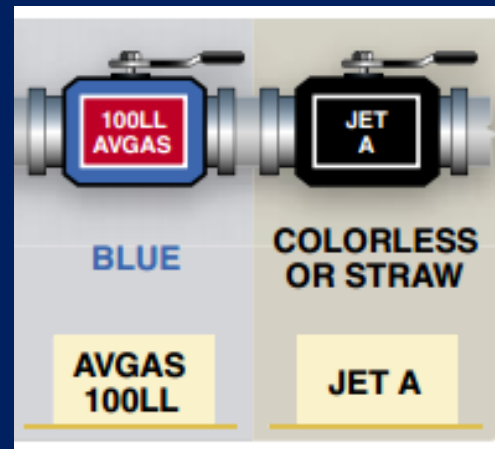 100LL
AVGAS
JET
A
BLUE
COLORLESS
OR STRAW
AVGAS
100LL
JET A